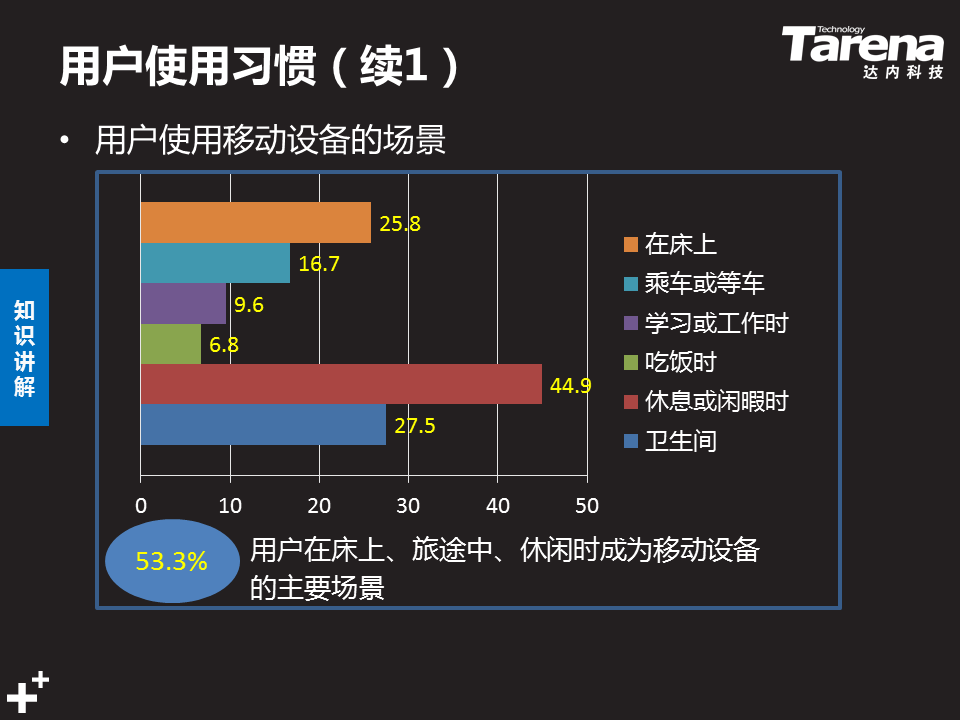 用户使用习惯（续1）
Technology
Tarena
达内科技
• 用户使用移动设备的场景
知识讲解
25.8
16.7
9.6
6.8
44.9
27.5
0 10 20 30 40 50
在床上
乘车或等车
学习或工作时
吃饭时
休息或闲暇时
卫生间
53.3%
用户在床上、旅途中、休闲时成为移动设备
的主要场景